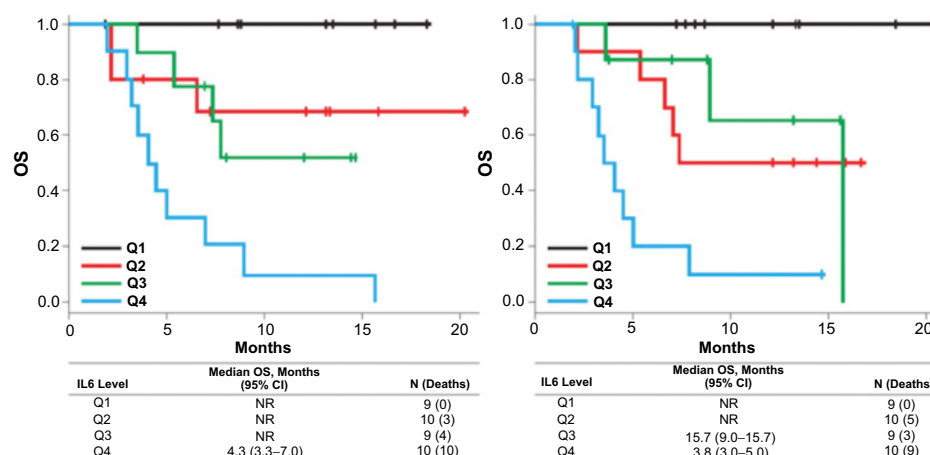 1.0
0.8
0.6
0.4
0.2
0.0
OS
Q1
Q2
Q3
Q4
0 5 10 15 20
Months
IL6 Level Median OS, Months (95% CI) N (Deaths)
Q1 NR 9 (0)
Q2 NR 10 (3)
Q3 NR 9 (4)
Q4 4.3 (3.3–7.0) 10 (10)
1.0
0.8
0.6
0.4
0.2
0.0
OS
Q1
Q2
Q3
Q4
0 5 10 15 20
Months
IL6 Level Median OS, Months (95% CI) N (Deaths)
Q1 NR 9 (0)
Q2 NR 10 (5)
Q3 15.7 (9.0–15.7) 9 (3)
Q4 3.8 (3.0–5.0) 10 (9)